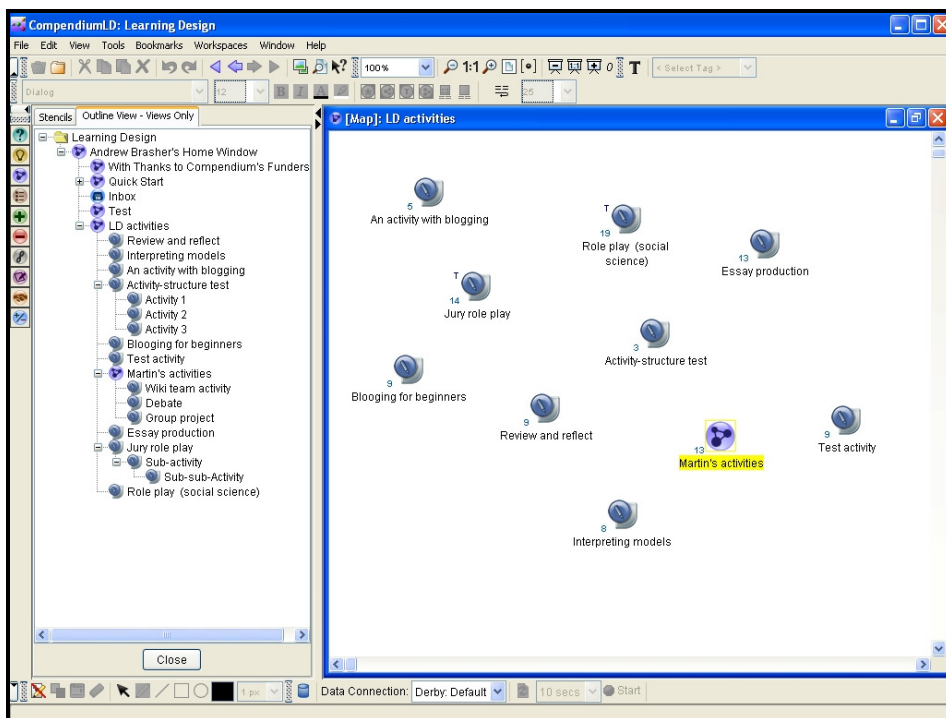 CompendiumLD: Learning Design
File Edit View Tools Bookmarks Workspaces Window Help
100% 1:1 0 T < Select Tag >
Dialog 12 B I A 25
Stencils Outline View - Views Only
Learning Design
Andrew Brasher's Home Window
With Thanks to Compendium's Funders
Quick Start
Inbox
Test
LD activities
Review and reflect
Interpreting models
An activity with blogging
Activity-structure test
Activity 1
Activity 2
Activity 3
Blooging for beginners
Test activity
Martin's activities
Wiki team activity
Debate
Group project
Essay production
Jury role play
Sub-activity
Sub-sub-Activity
Role play (social science)
Close
[Map]: LD activities
5
An activity with blogging
T
19
Role play (social
science)
13
Essay production
T
14
Jury role play
3
Activity-structure test
9
Blooging for beginners
9
Review and reflect
13
Martin's activities
9
Test activity
8
Interpreting models
1 px Data Connection: Derby: Default 10 secs Start